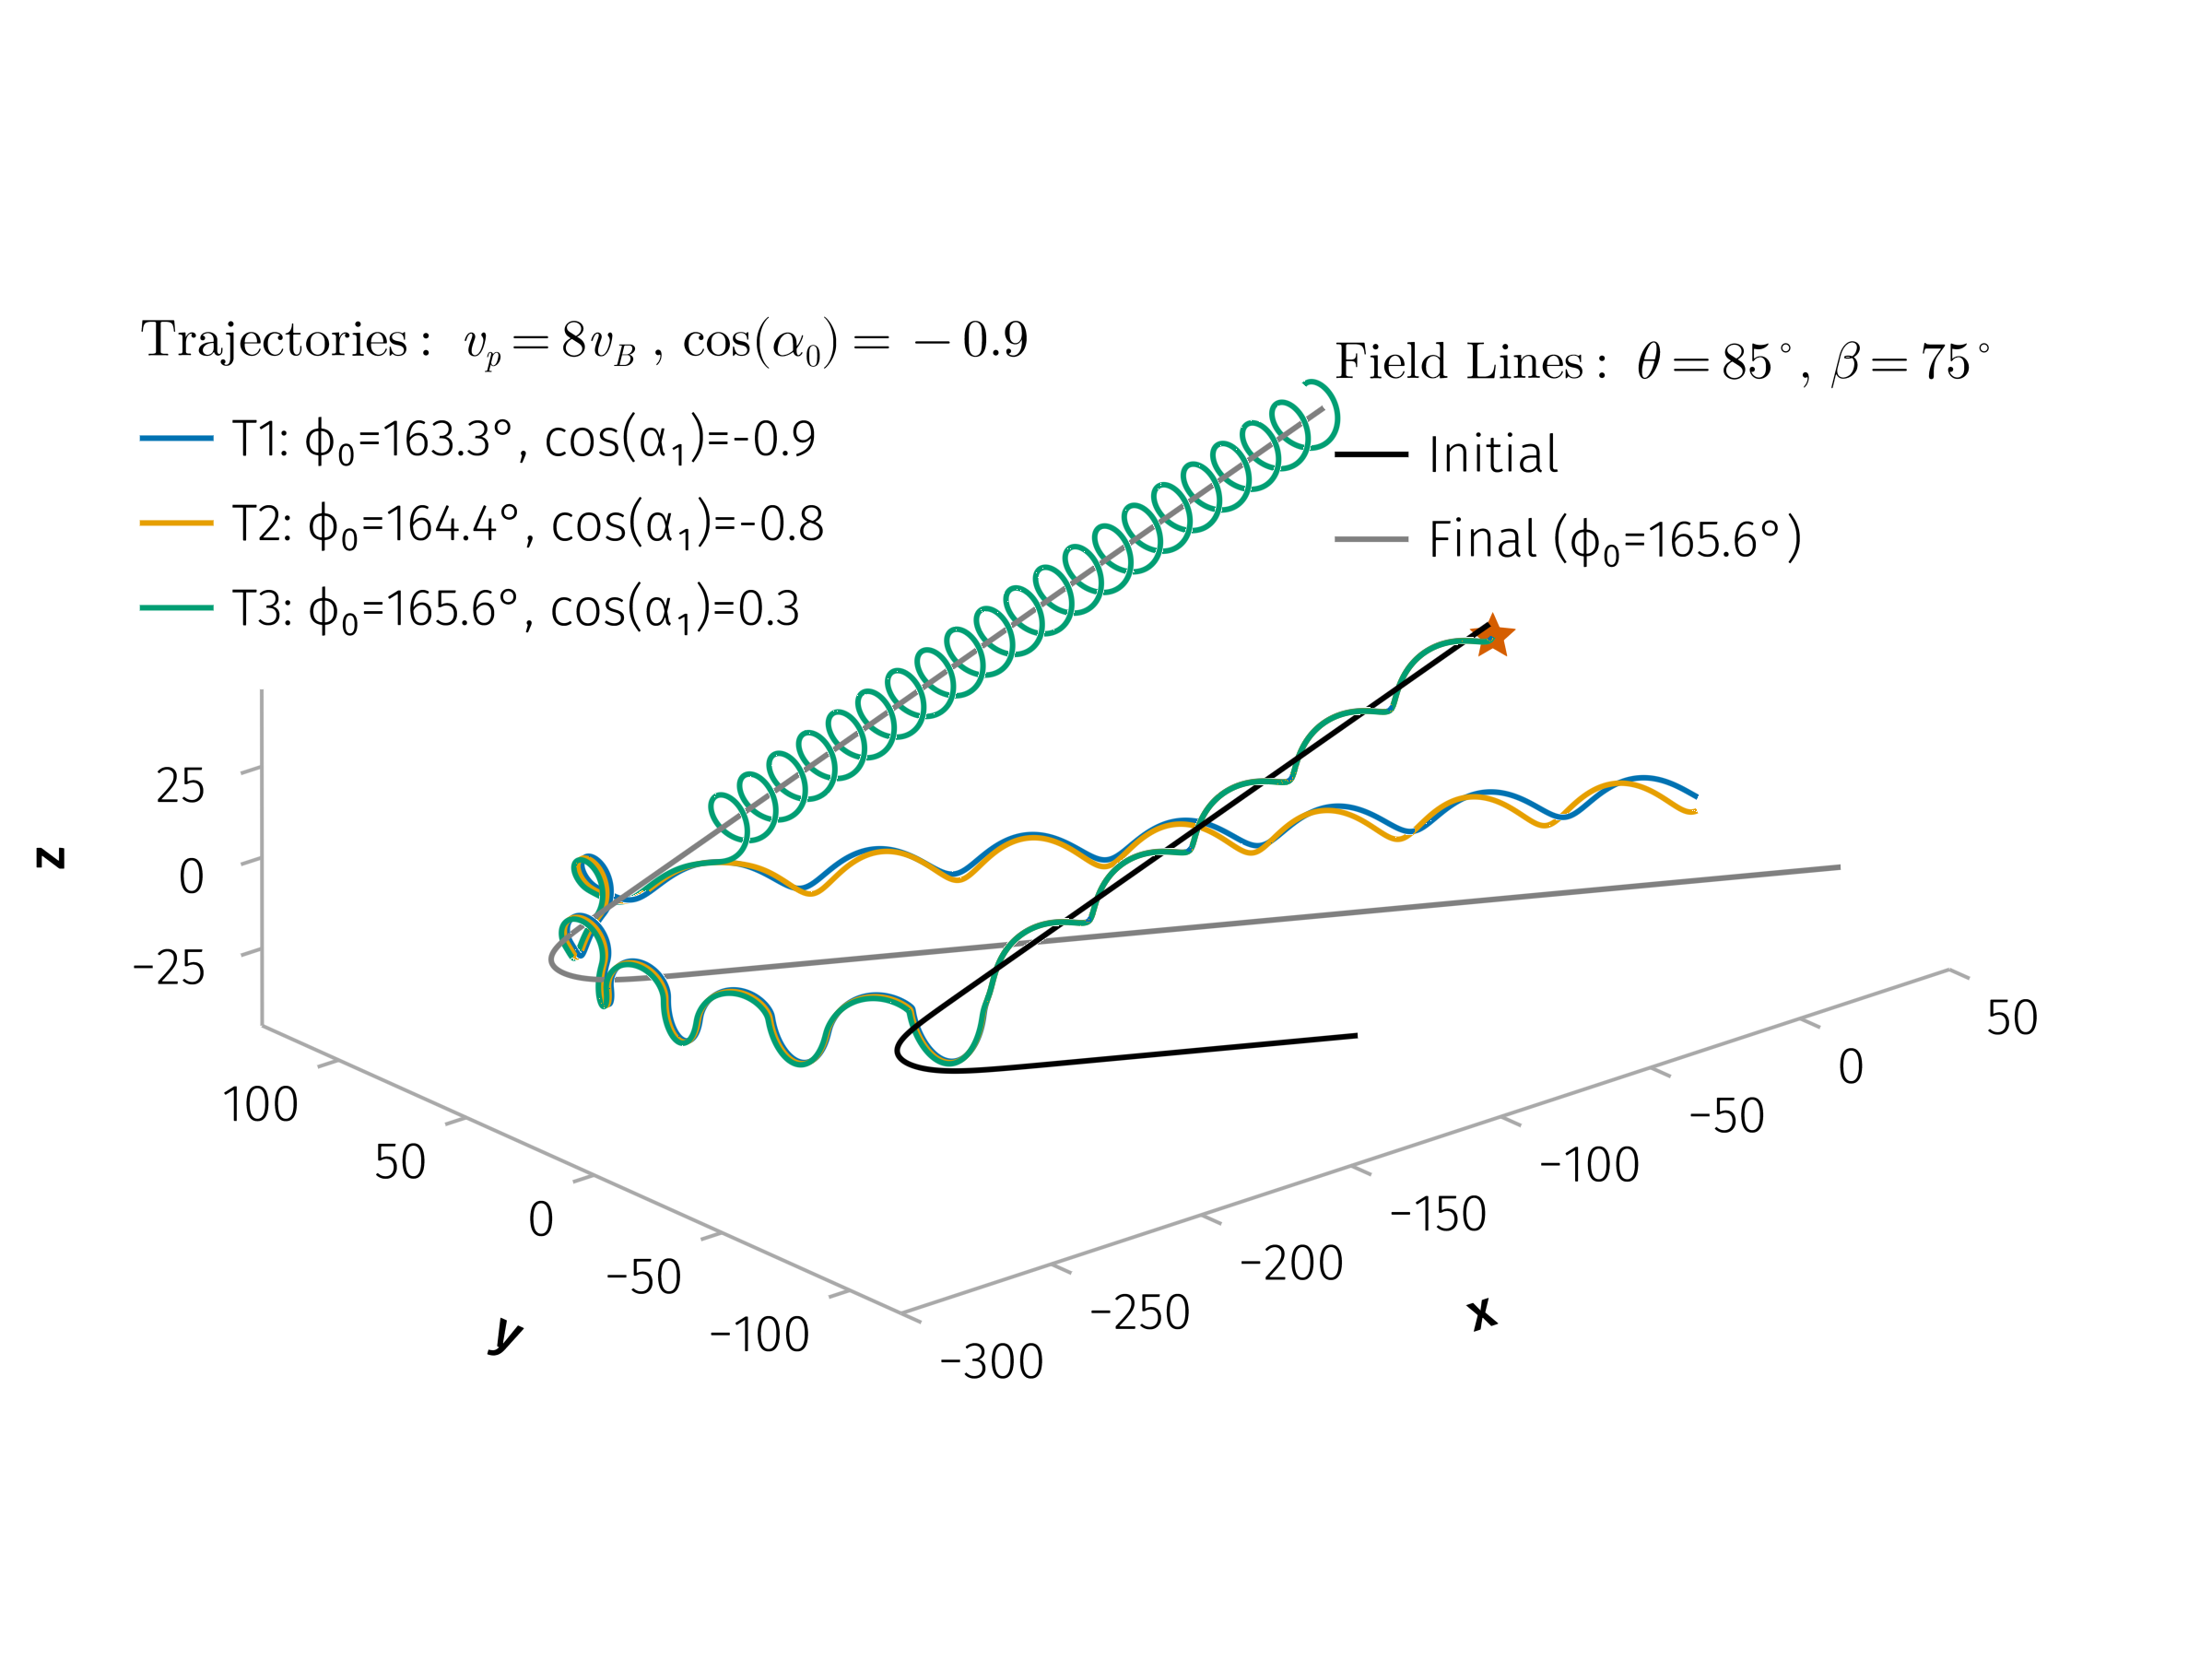 Trajectories: v_p = 8v_B, cos(α_0) = −0.9
T1: ϕ₀=163.3°, cos(α₁)=-0.9
T2: ϕ₀=164.4°, cos(α₁)=-0.8
T3: ϕ₀=165.6°, cos(α₁)=0.3
Field Lines: θ = 85°, β = 75°
Initial
Final (ϕ₀=165.6°)
z
25
0
−25
100
50
0
−50
−100
y
−300
−250
−200
−150
−100
−50
0
50
x